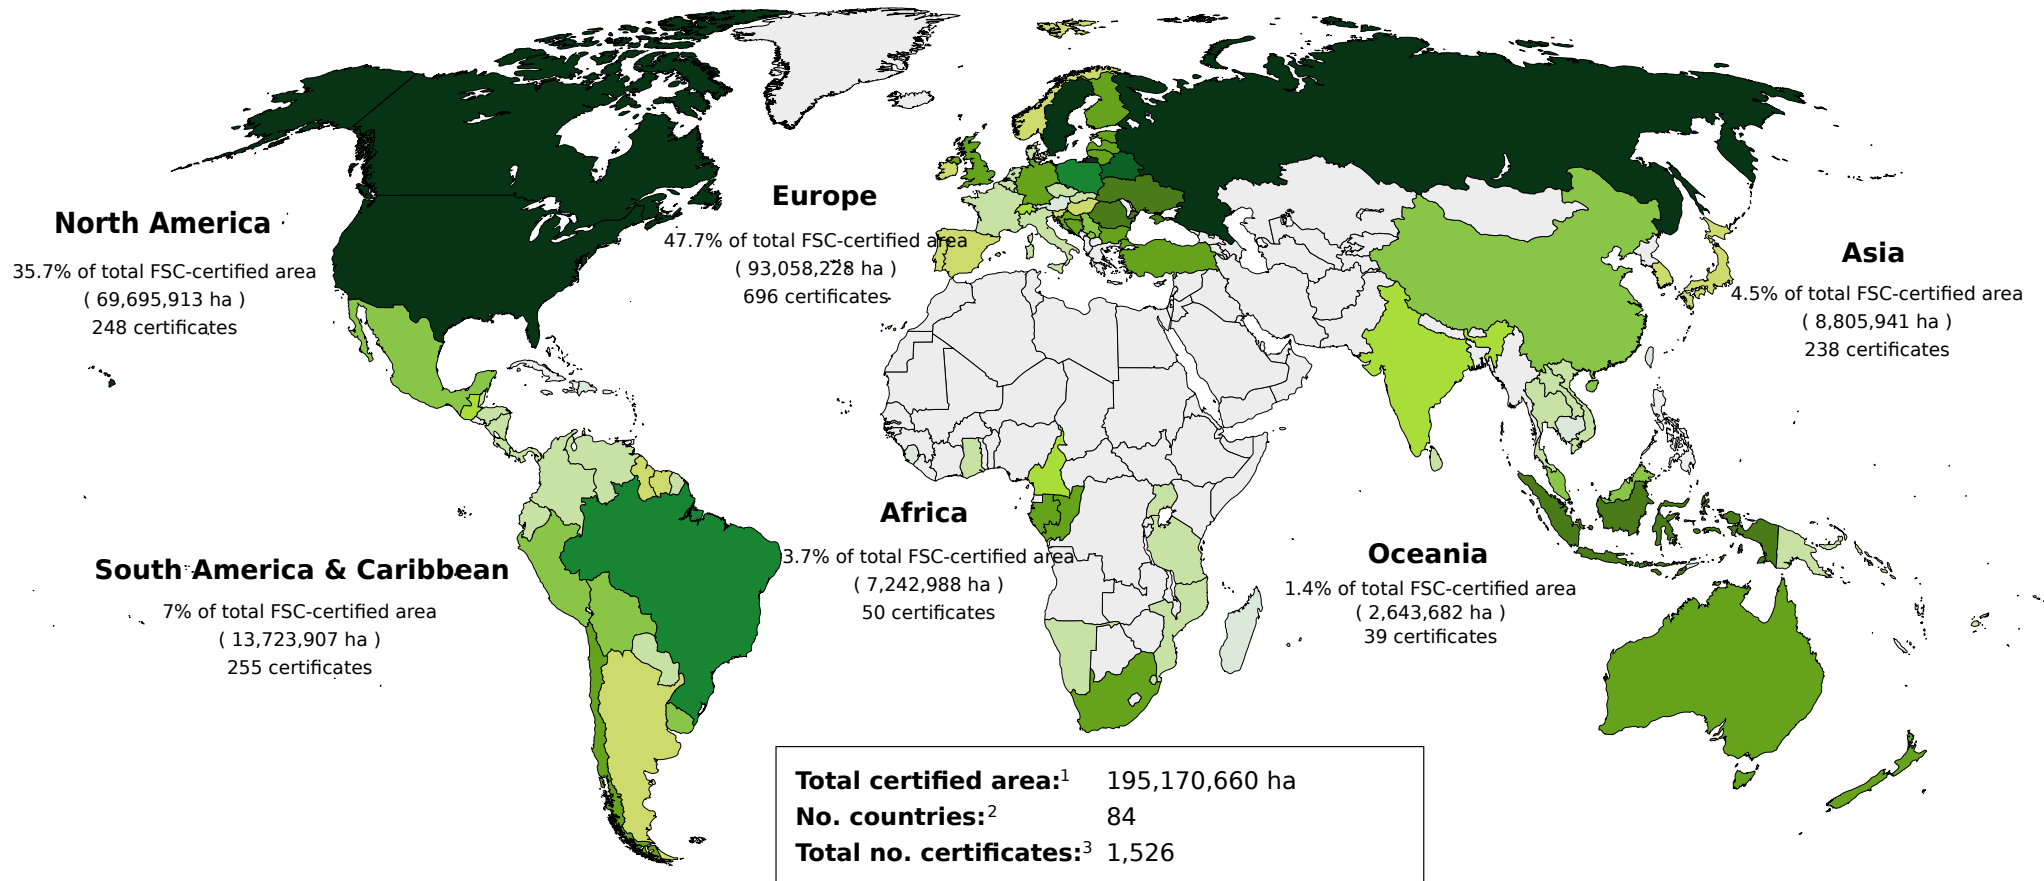 North America
35.7% of total FSC-certified area
( 69,695,913 ha )
248 certificates
Europe
47.7% of total FSC-certified area
( 93,058,228 ha )
696 certificates
Asia
4.5% of total FSC-certified area
( 8,805,941 ha )
238 certificates
South America & Caribbean
7% of total FSC-certified area
( 13,723,907 ha )
255 certificates
Africa
3.7% of total FSC-certified area
( 7,242,988 ha )
50 certificates
Oceania
1.4% of total FSC-certified area
( 2,643,682 ha )
39 certificates
Total certified area:1 195,170,660 ha
No. countries:2 84
Total no. certificates:3 1,526